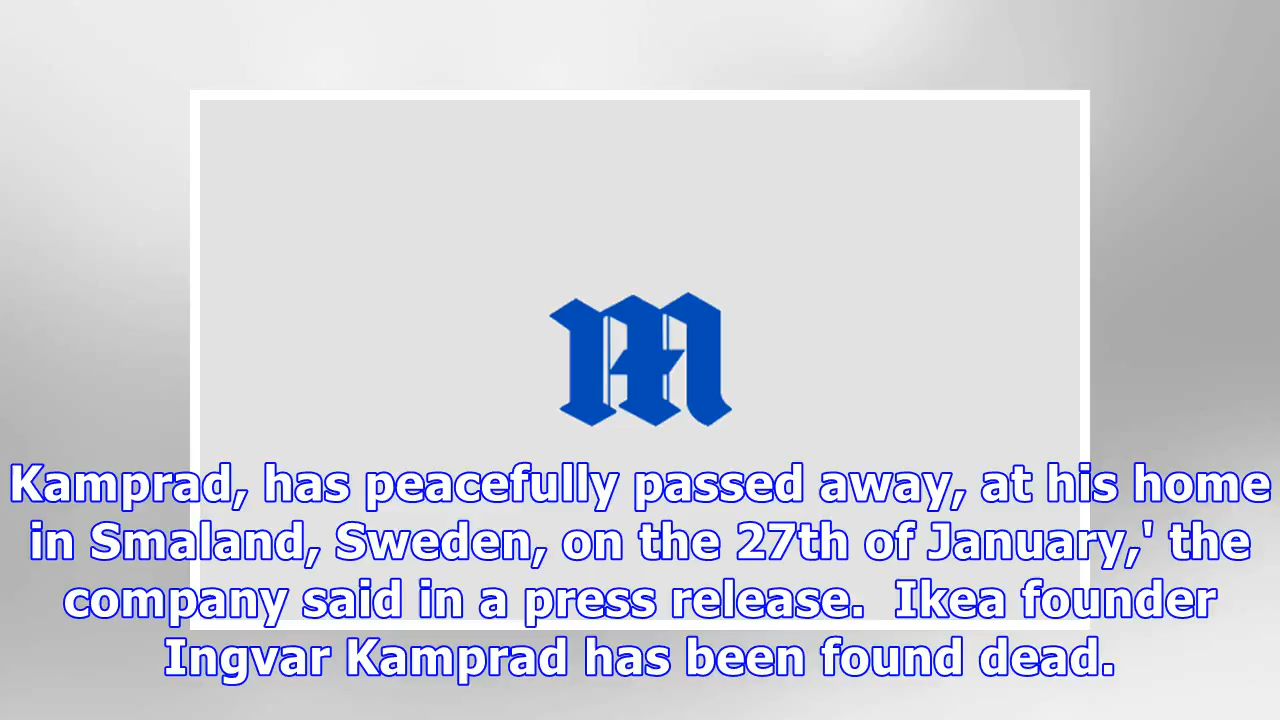 Kamprad, has peacefully passed away, at his home
in Smaland, Sweden, on the 27th of January,' the
company said in a press release.  Ikea founder
Ingvar Kamprad has been found dead.